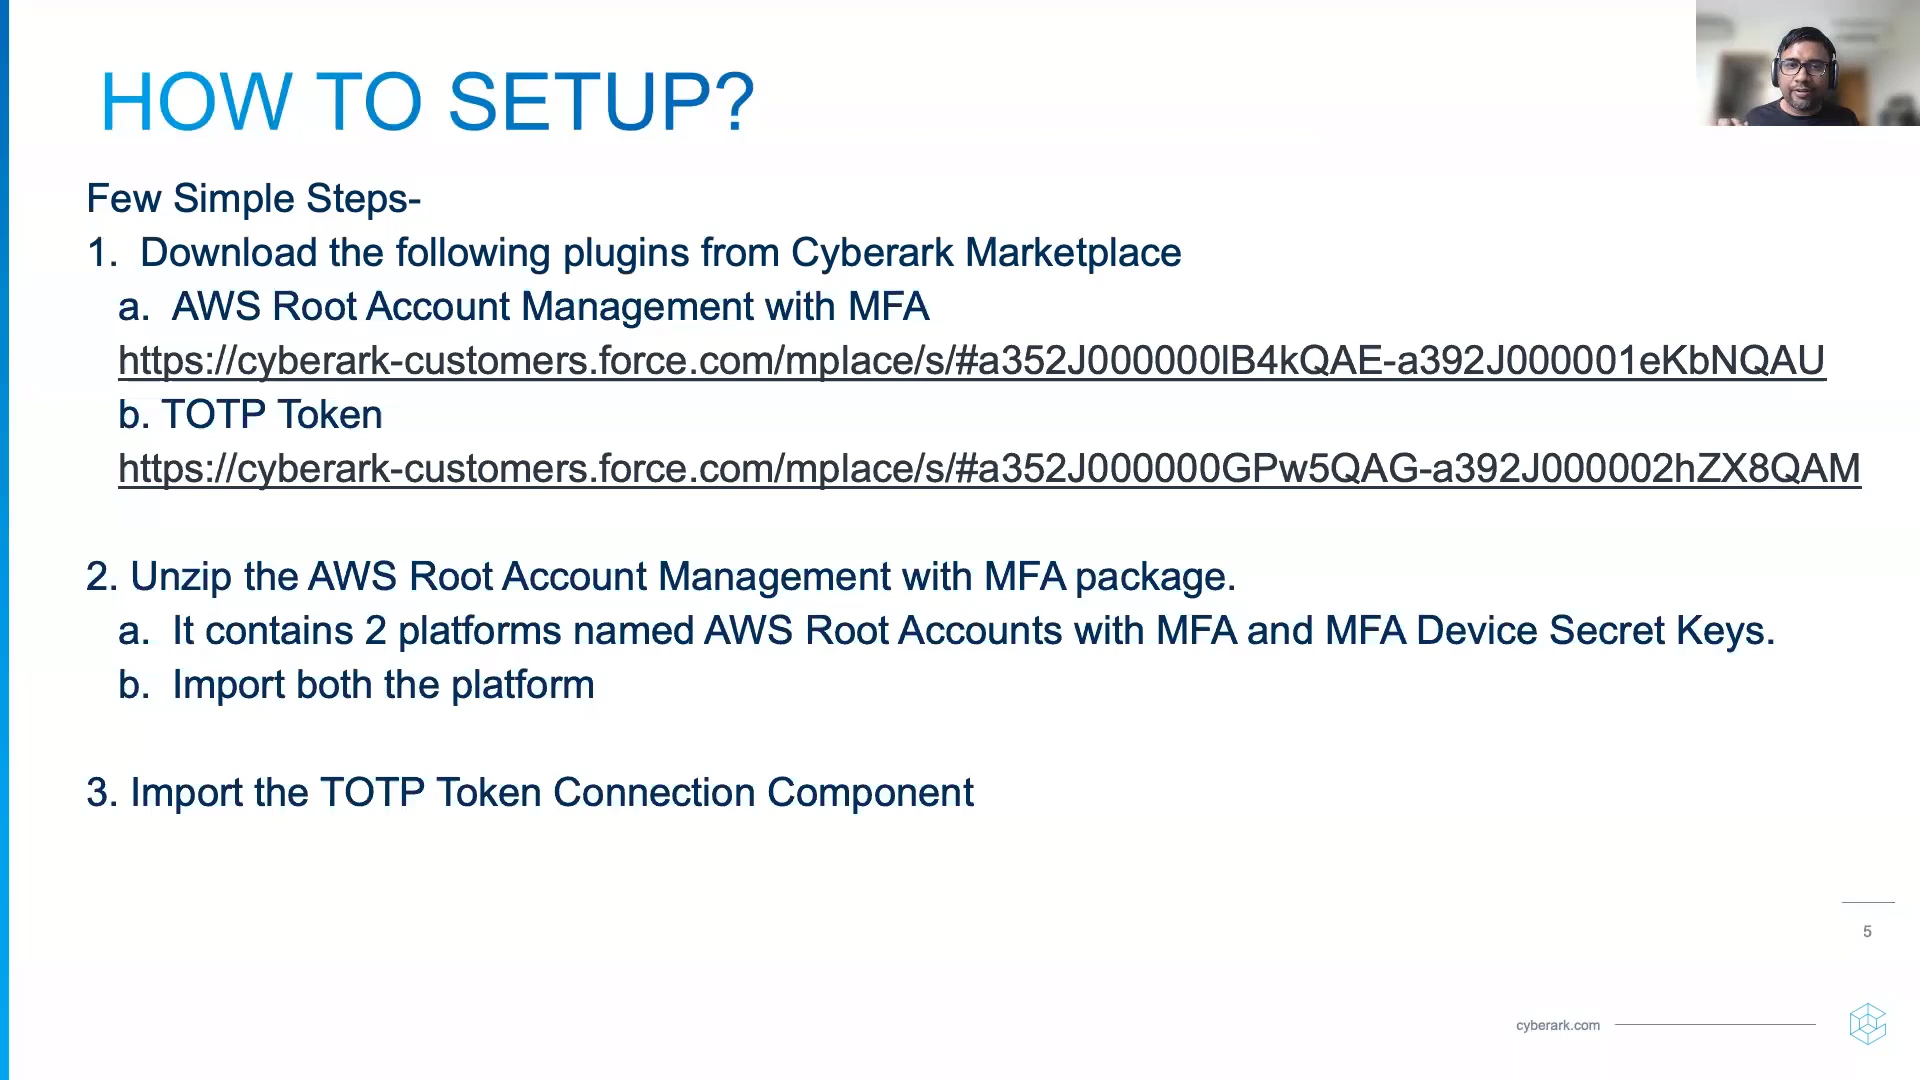 HOW TO SETUP?
Few Simple Steps-
1. Download the following plugins from Cyberark Marketplace
a. AWS Root Account Management with MFA
https://cyberark-customers.force.com/mplace/s/#a352J000000lB4kQAE-a392J000001eKbNQAU
b. TOTP Token
https://cyberark-customers.force.com/mplace/s/#a352J000000GPw5QAG-a392J000002hZX8QAM
2. Unzip the AWS Root Account Management with MFA package.
a. It contains 2 platforms named AWS Root Accounts with MFA and MFA Device Secret Keys.
b. Import both the platform
3. Import the TOTP Token Connection Component
5
cyberark.com